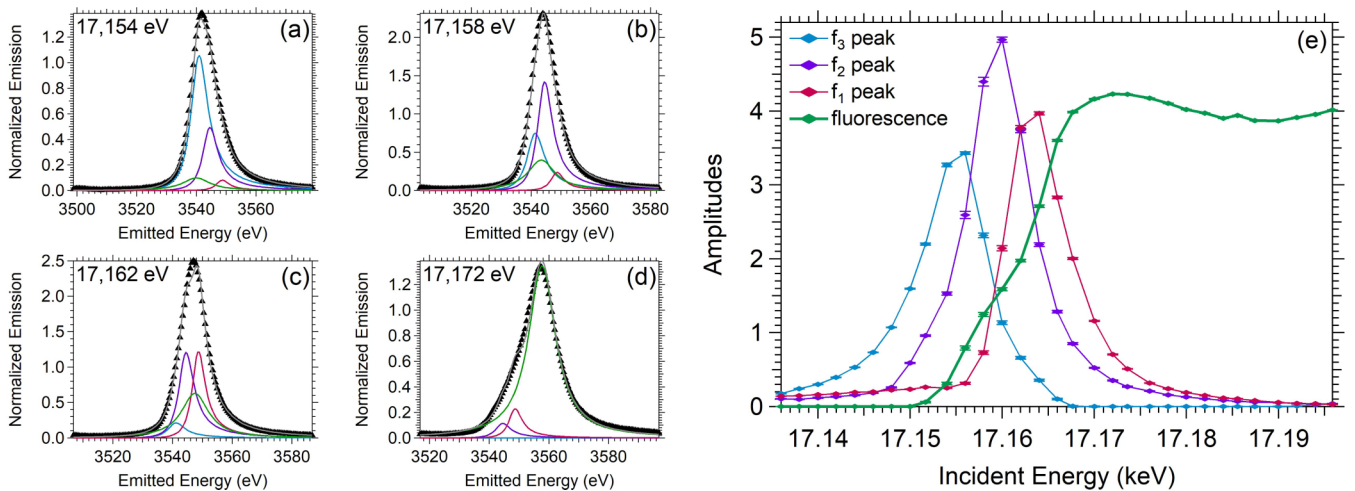 17,154 eV
(a)
Normalized Emission
1.2
1.0
0.8
0.6
0.4
0.2
0.0
3500
3520
3540
3560
Emitted Energy (eV)
17,158 eV
(b)
Normalized Emission
2.0
1.5
1.0
0.5
0.0
3520
3540
3560
3580
Emitted Energy (eV)
17,162 eV
(c)
Normalized Emission
2.5
2.0
1.5
1.0
0.5
0.0
3520
3540
3560
3580
Emitted Energy (eV)
17,172 eV
(d)
Normalized Emission
1.2
1.0
0.8
0.6
0.4
0.2
0.0
3520
3540
3560
3580
Emitted Energy (eV)
(e)
f3 peak
f2 peak
f1 peak
fluorescence
Amplitudes
5
4
3
2
1
0
17.14
17.15
17.16
17.17
17.18
17.19
Incident Energy (keV)